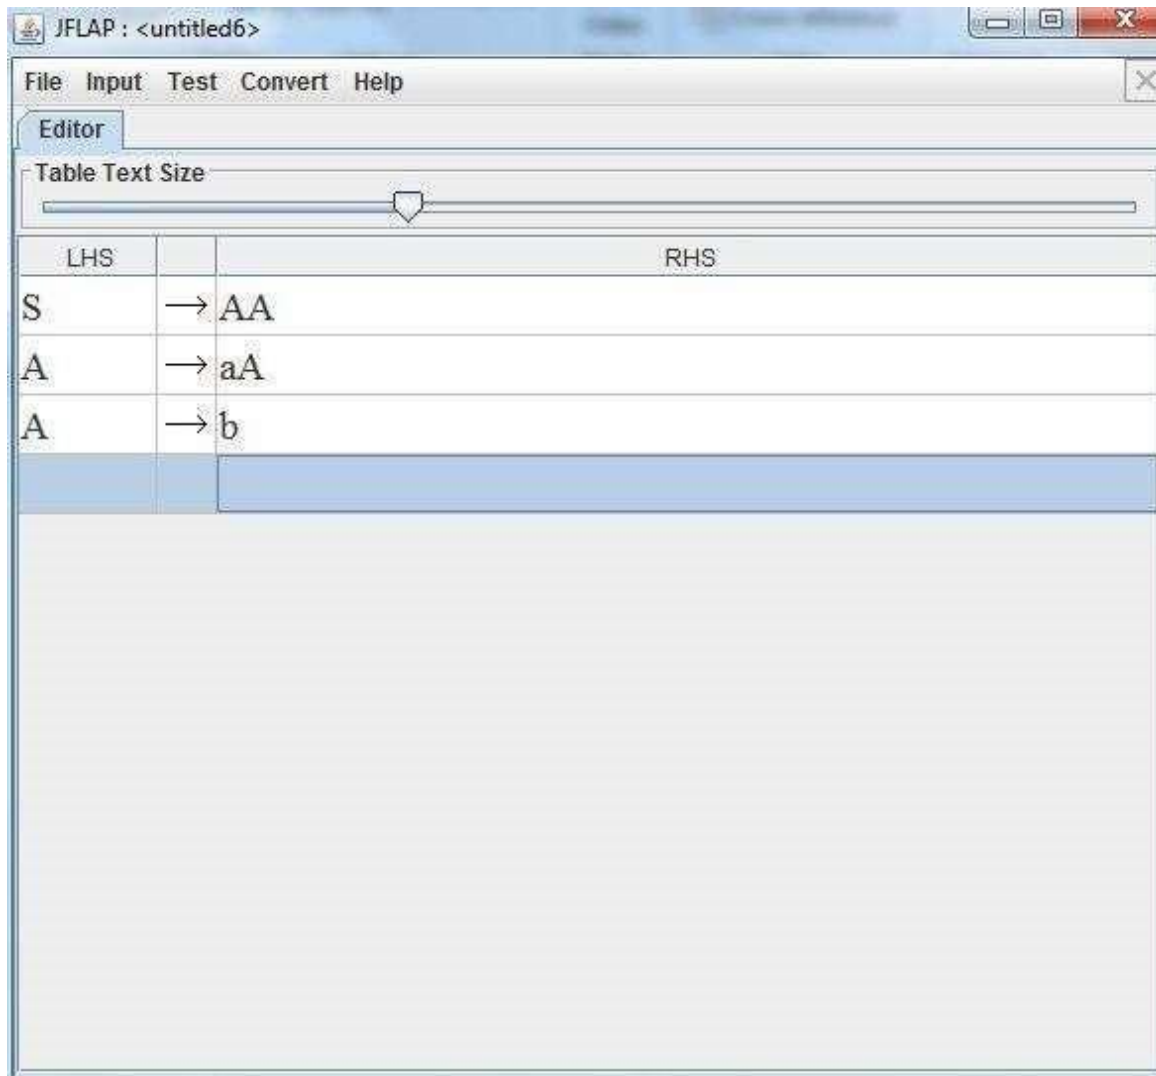 JFLAP : <untitled6>
File Input Test Convert Help
Editor
Table Text Size
LHS RHS
S → AA
A → aA
A → b